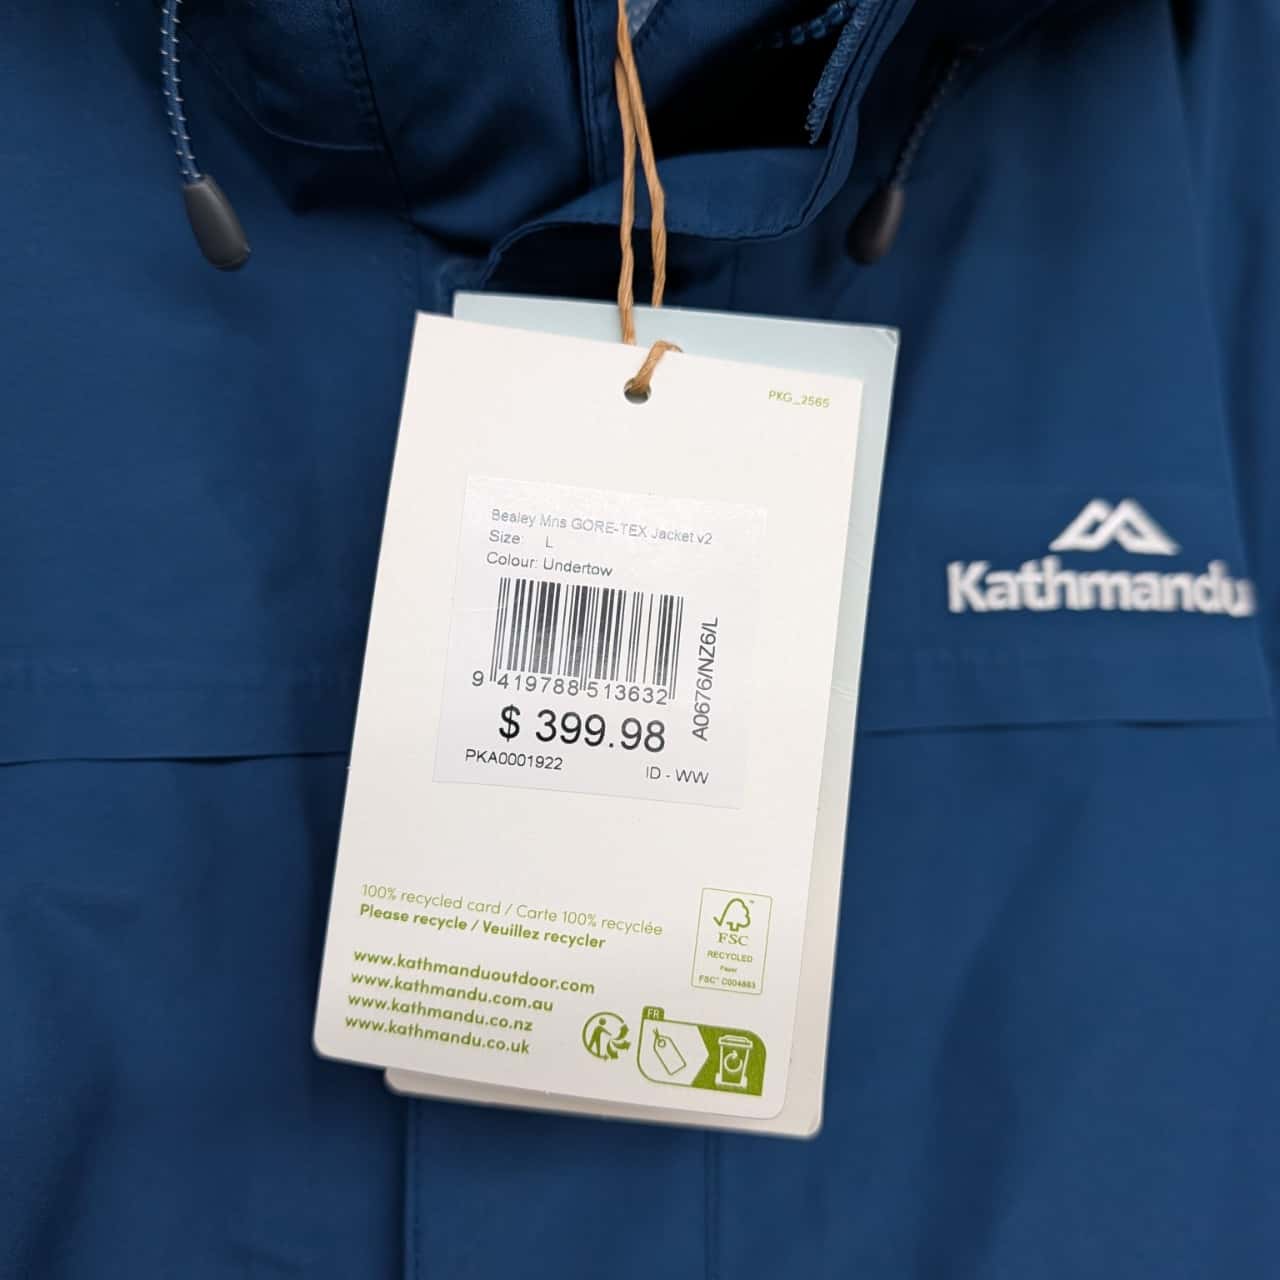 PKG_2565
Bealey Mns GORE-TEX Jacket v2
Size: L
Colour: Undertow
9 419788 513632
A0676/NZ6/L
$ 399.98
PKA0001922 ID - WW
Kathmandu
100% recycled card / Carte 100% recyclée
Please recycle / Veuillez recycler
www.kathmanduoutdoor.com
www.kathmandu.com.au
www.kathmandu.co.nz
www.kathmandu.co.uk
FSC
RECYCLED
Paper
FSC®
FR